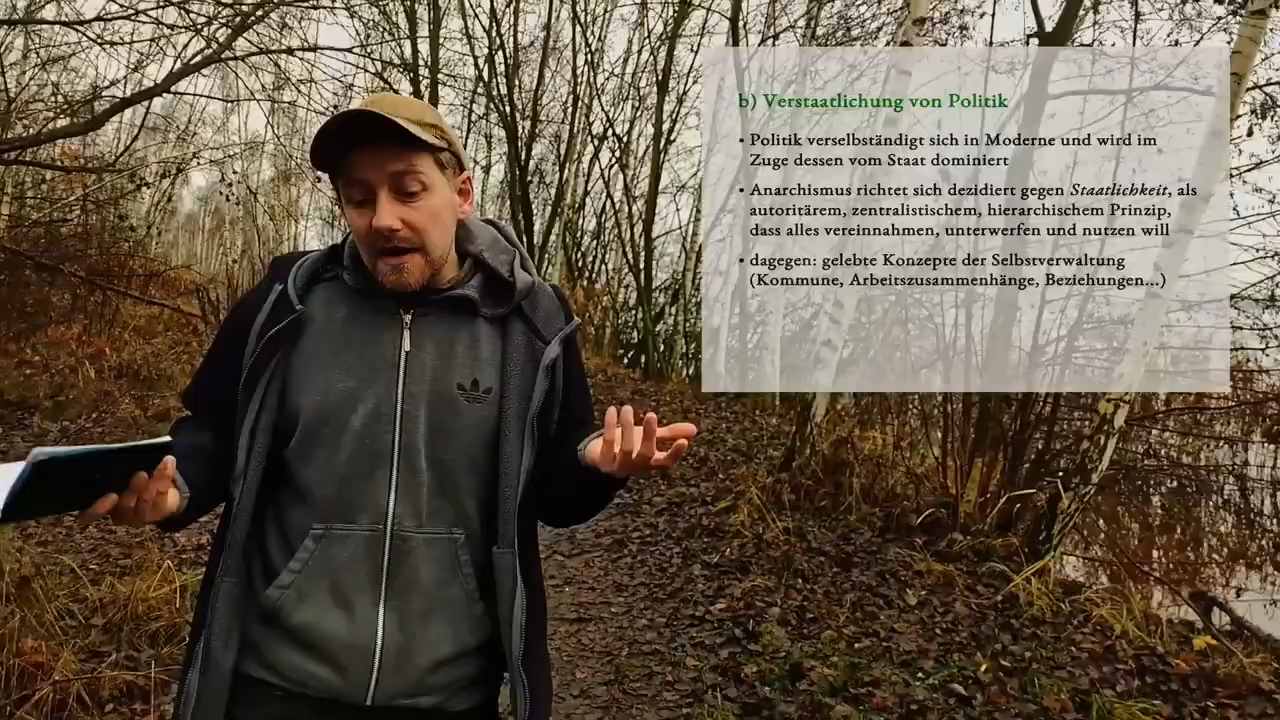 b) Verstaatlichung von Politik
• Politik verselbständigt sich in Moderne und wird im
Zuge dessen vom Staat dominiert
• Anarchismus richtet sich dezidiert gegen Staatlichkeit, als
autoritärem, zentralistischem, hierarchischem Prinzip,
dass alles vereinnahmen, unterwerfen und nutzen will
• dagegen: gelebte Konzepte der Selbstverwaltung
(Kommune, Arbeitszusammenhänge, Beziehungen...)